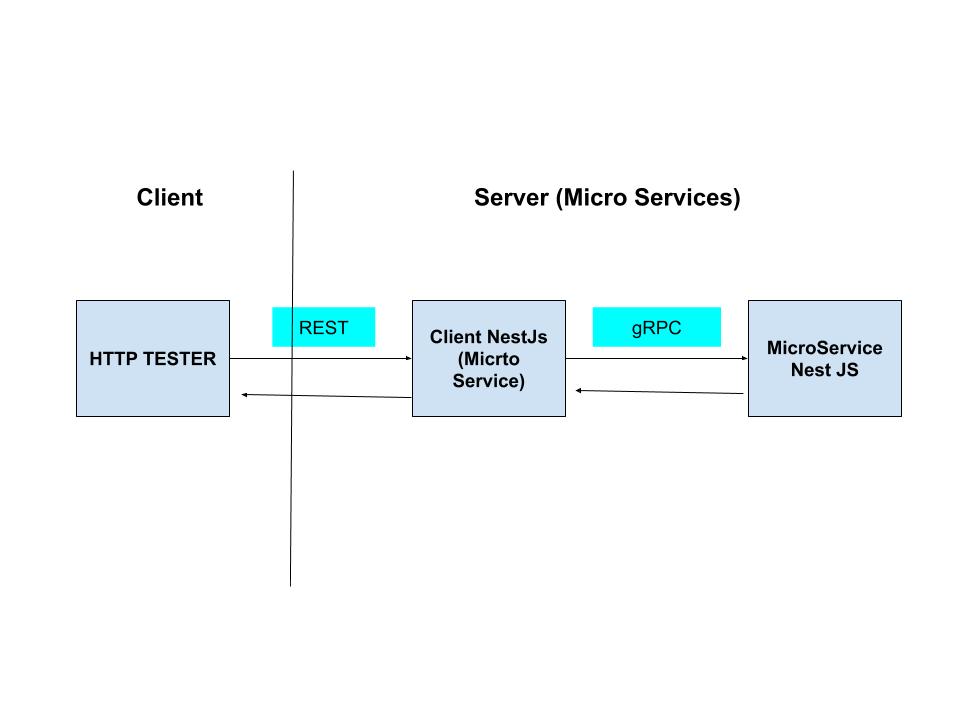 Client
Server (Micro Services)
HTTP TESTER
REST
Client NestJs
(Micrto
Service)
gRPC
MicroService
Nest JS